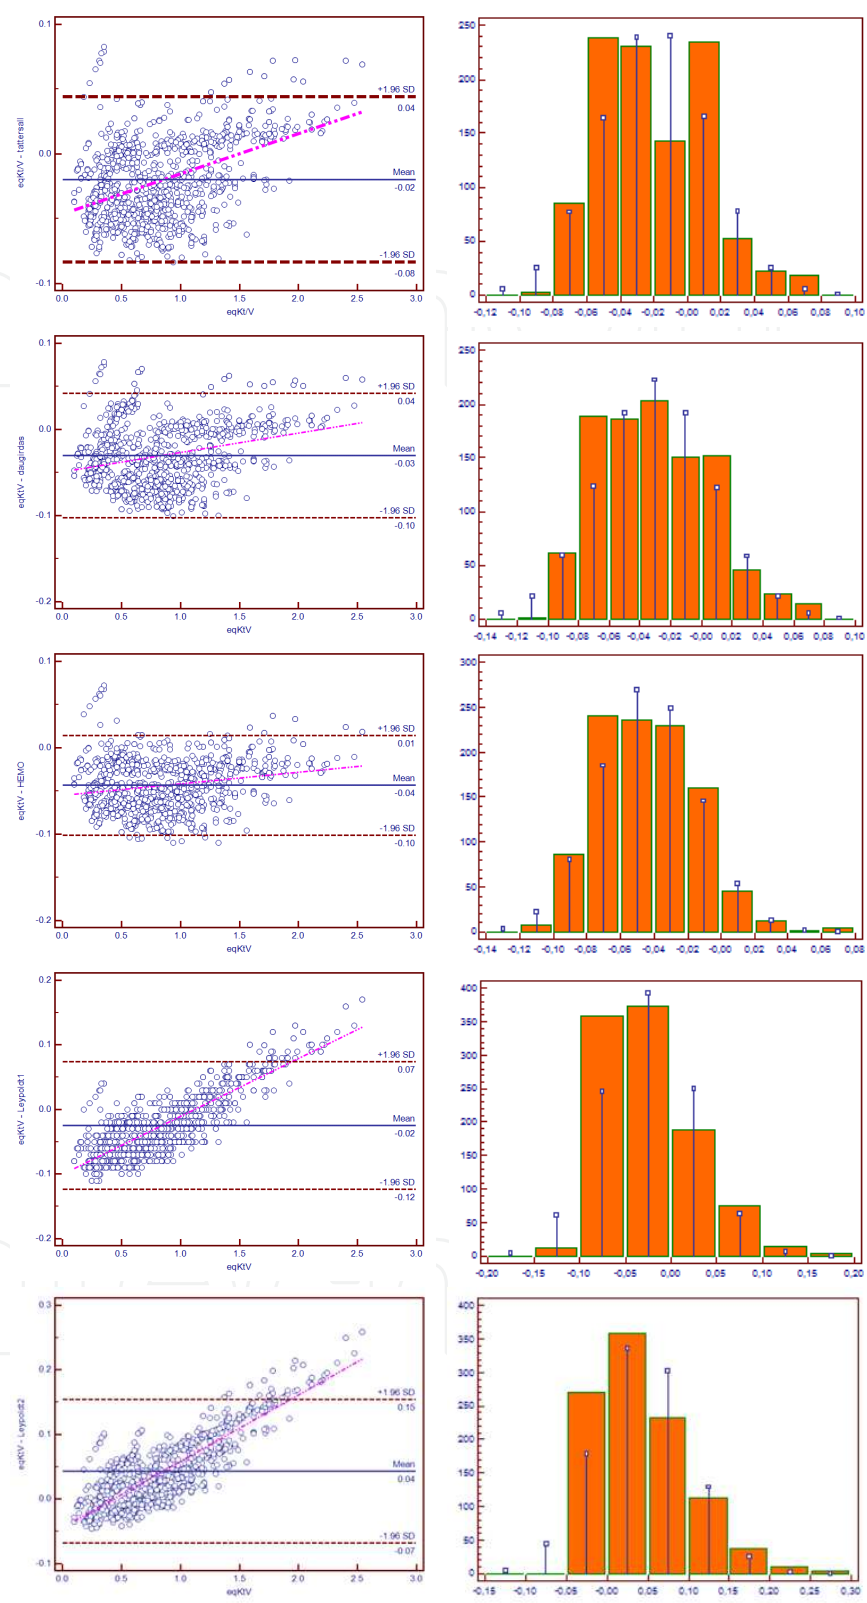 0.1
0.0
-0.1
eqKt/V - tattersall
+1.96 SD
0.04
Mean
-0.02
-1.96 SD
-0.08
0.0 0.5 1.0 1.5 2.0 2.5 3.0
eqKt/V
250
200
150
100
50
0
-0,12 -0,10 -0,08 -0,06 -0,04 -0,02 -0,00 0,02 0,04 0,06 0,08 0,10
0.1
0.0
-0.1
-0.2
eqKtV - daugirdas
+1.96 SD
0.04
Mean
-0.03
-1.96 SD
-0.10
0.0 0.5 1.0 1.5 2.0 2.5 3.0
eqKtV
250
200
150
100
50
0
-0,14 -0,12 -0,10 -0,08 -0,06 -0,04 -0,02 -0,00 0,02 0,04 0,06 0,08 0,10
0.1
0.0
-0.1
-0.2
eqKtV - HEMO
+1.96 SD
0.01
Mean
-0.04
-1.96 SD
-0.10
0.0 0.5 1.0 1.5 2.0 2.5 3.0
eqKtV
300
250
200
150
100
50
0
-0,14 -0,12 -0,10 -0,08 -0,06 -0,04 -0,02 0,00 0,02 0,04 0,06 0,08
0.2
0.1
0.0
-0.1
-0.2
eqKtV - Leypoldt1
+1.96 SD
0.07
Mean
-0.02
-1.96 SD
-0.12
0.0 0.5 1.0 1.5 2.0 2.5 3.0
eqKtV
400
350
300
250
200
150
100
50
0
-0,20 -0,15 -0,10 -0,05 0,00 0,05 0,10 0,15 0,20
0.3
0.2
0.1
0.0
-0.1
eqKtV - Leypoldt2
+1.96 SD
0.15
Mean
0.04
-1.96 SD
-0.07
0.0 0.5 1.0 1.5 2.0 2.5 3.0
eqKtV
400
350
300
250
200
150
100
50
0
-0,15 -0,10 -0,05 -0,00 0,05 0,10 0,15 0,20 0,25 0,30